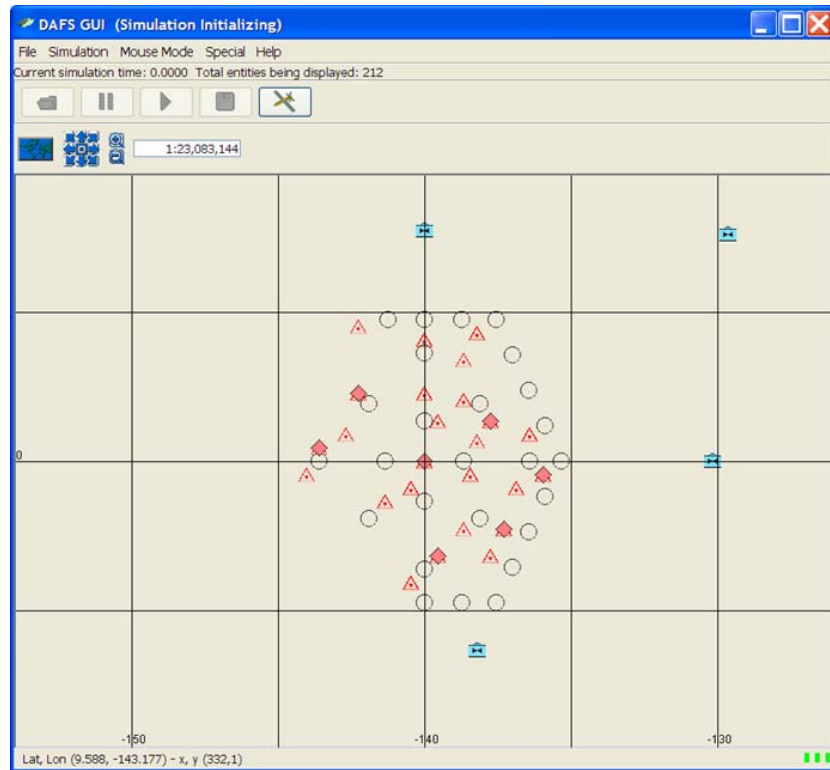 DAFS GUI (Simulation Initializing)
File Simulation Mouse Mode Special Help
Current simulation time: 0.0000 Total entities being displayed: 212
1:23,083,144
0
-150 -140 -130
Lat, Lon (9.588, -143.177) - x, y (332,1)